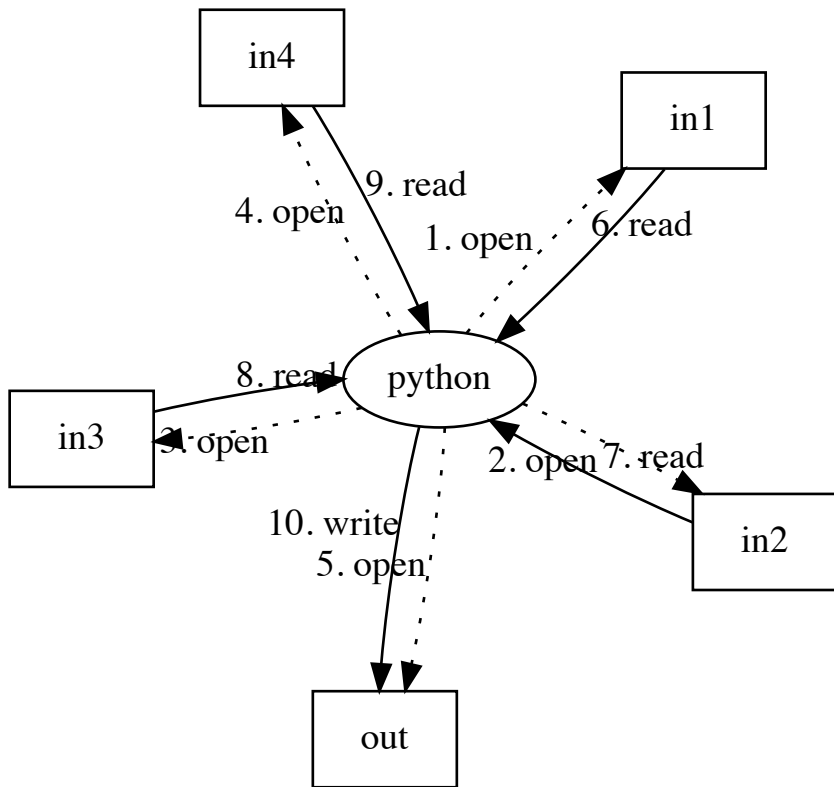 in4
in1
9. read
4. open
6. read
1. open
python
8. read
in3
3. open
2. open
7. read
10. write
in2
5. open
out